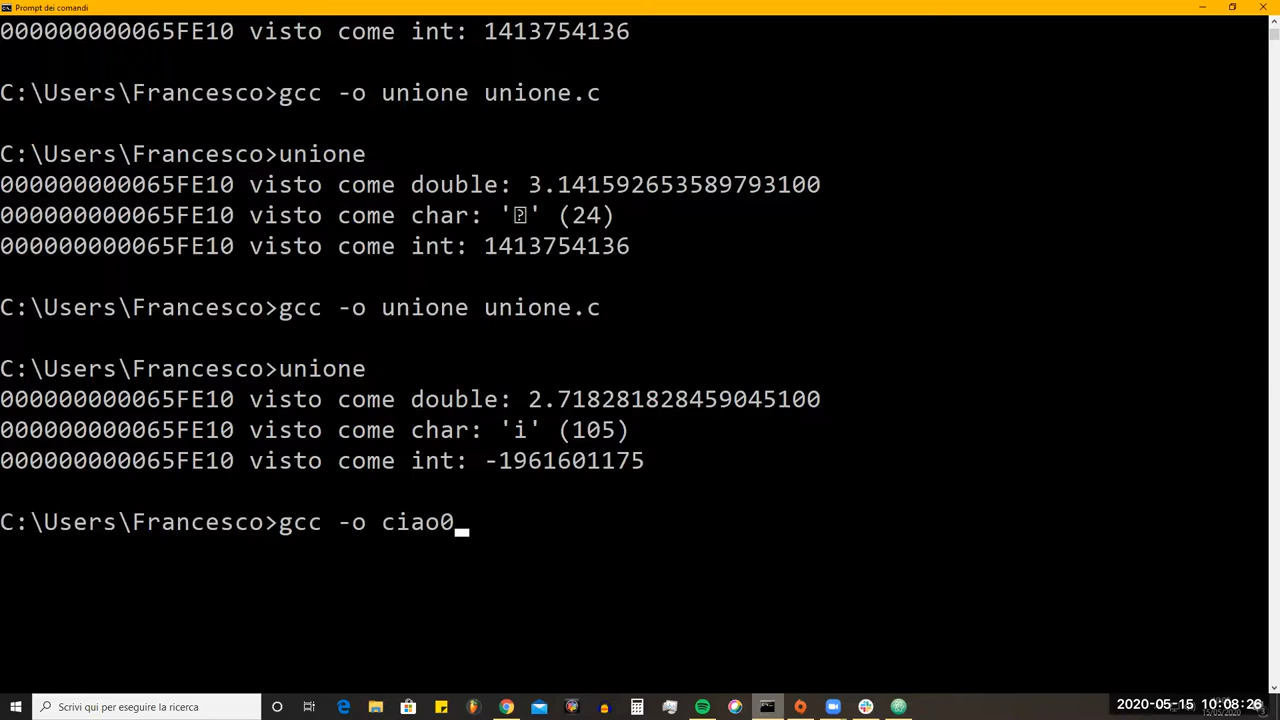 Prompt dei comandi
000000000065FE10 visto come int: 1413754136
C:\Users\Francesco>gcc -o unione unione.c
C:\Users\Francesco>unione
000000000065FE10 visto come double: 3.141592653589793100
000000000065FE10 visto come char: '⍰' (24)
000000000065FE10 visto come int: 1413754136
C:\Users\Francesco>gcc -o unione unione.c
C:\Users\Francesco>unione
000000000065FE10 visto come double: 2.718281828459045100
000000000065FE10 visto come char: 'i' (105)
000000000065FE10 visto come int: -1961601175
C:\Users\Francesco>gcc -o ciao0
Scrivi qui per eseguire la ricerca
2020-05-15 10:08:26